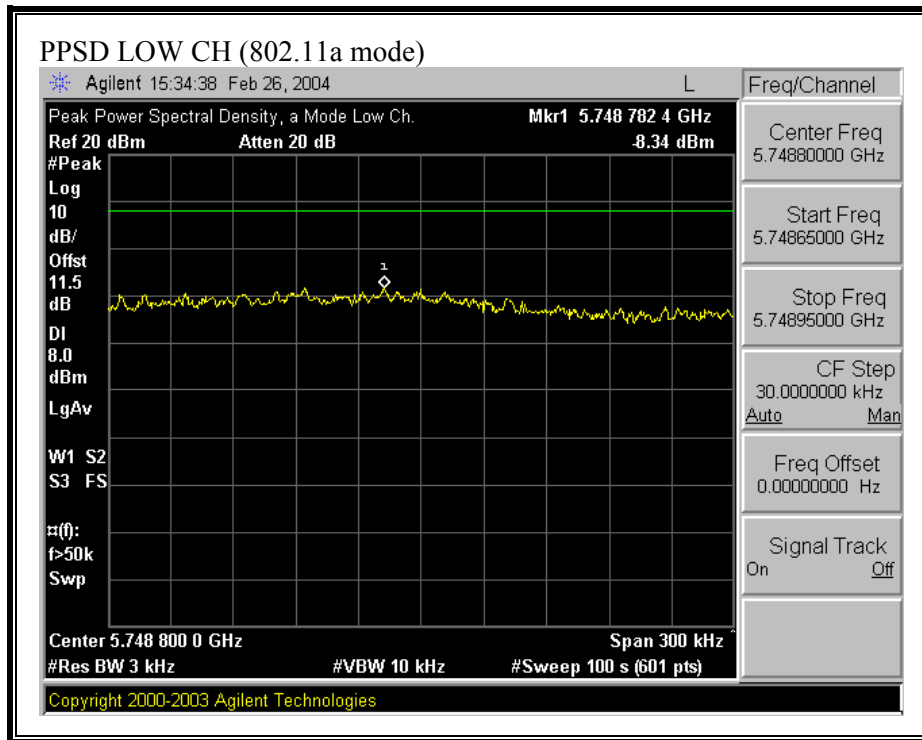 PPSD LOW CH (802.11a mode)
Agilent 15:34:38 Feb 26, 2004 L
Peak Power Spectral Density, a Mode Low Ch. Mkr1 5.748 782 4 GHz
Ref 20 dBm Atten 20 dB -8.34 dBm
#Peak
Log
10
dB/
Offst
11.5
dB
DI
8.0
dBm
LgAv
W1 S2
S3 FS
¤(f):
f>50k
Swp
1
Center 5.748 800 0 GHz Span 300 kHz ^
#Res BW 3 kHz #VBW 10 kHz #Sweep 100 s (601 pts)
Copyright 2000-2003 Agilent Technologies
Freq/Channel
Center Freq
5.74880000 GHz
Start Freq
5.74865000 GHz
Stop Freq
5.74895000 GHz
CF Step
30.0000000 kHz
Auto Man
Freq Offset
0.00000000 Hz
Signal Track
On Off